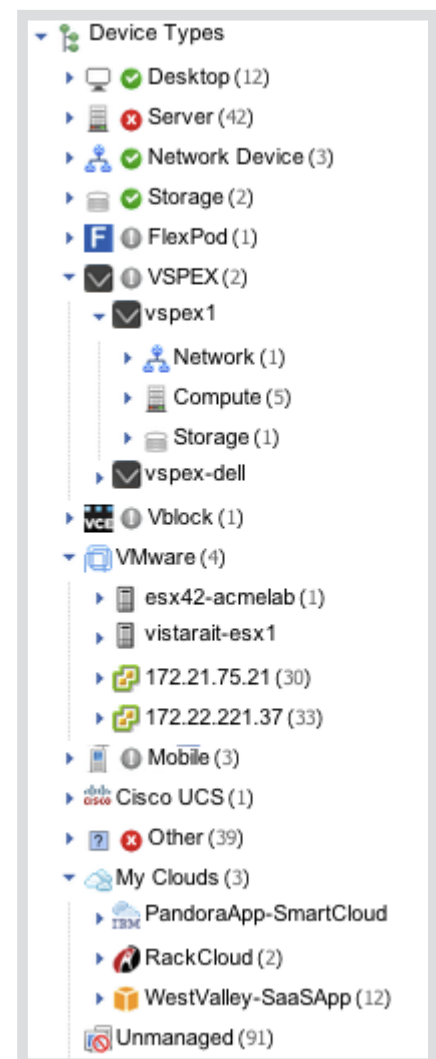 Device Types
Desktop (12)
Server (42)
Network Device (3)
Storage (2)
F FlexPod (1)
VSPEX (2)
vspex1
Network (1)
Compute (5)
Storage (1)
vspex-dell
VCE Vblock (1)
VMware (4)
esx42-acmelab (1)
vistarait-esx1
172.21.75.21 (30)
172.22.221.37 (33)
Mobile (3)
cisco Cisco UCS (1)
? Other (39)
My Clouds (3)
IBM PandoraApp-SmartCloud
RackCloud (2)
WestValley-SaaSApp (12)
Unmanaged (91)